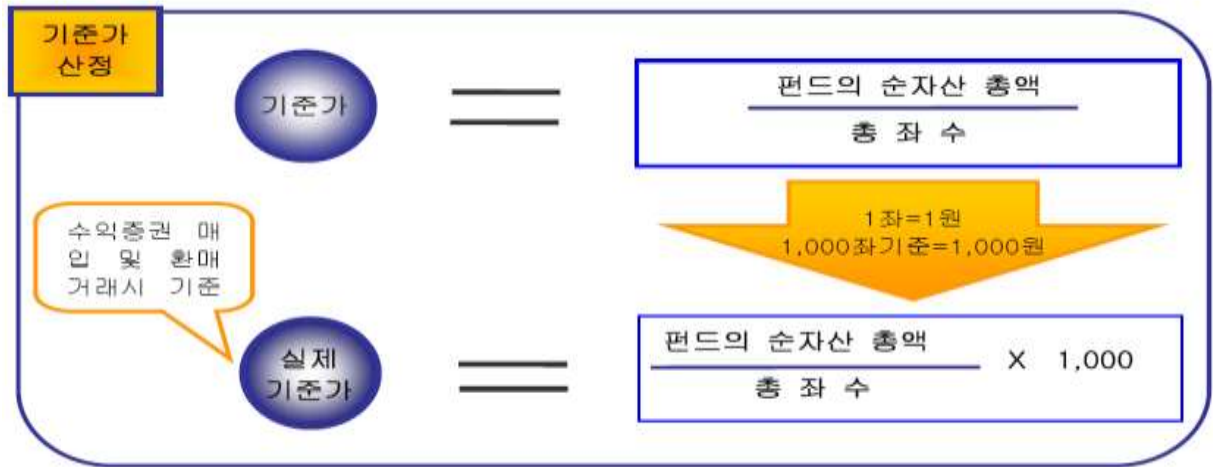 기준가
산정
기준가
펀드의 순자산 총액
총 좌 수
1좌=1원
1,000좌기준=1,000원
수익증권 매
입 및 환매
거래시 기준
실제
기준가
펀드의 순자산 총액
총 좌 수
X 1,000